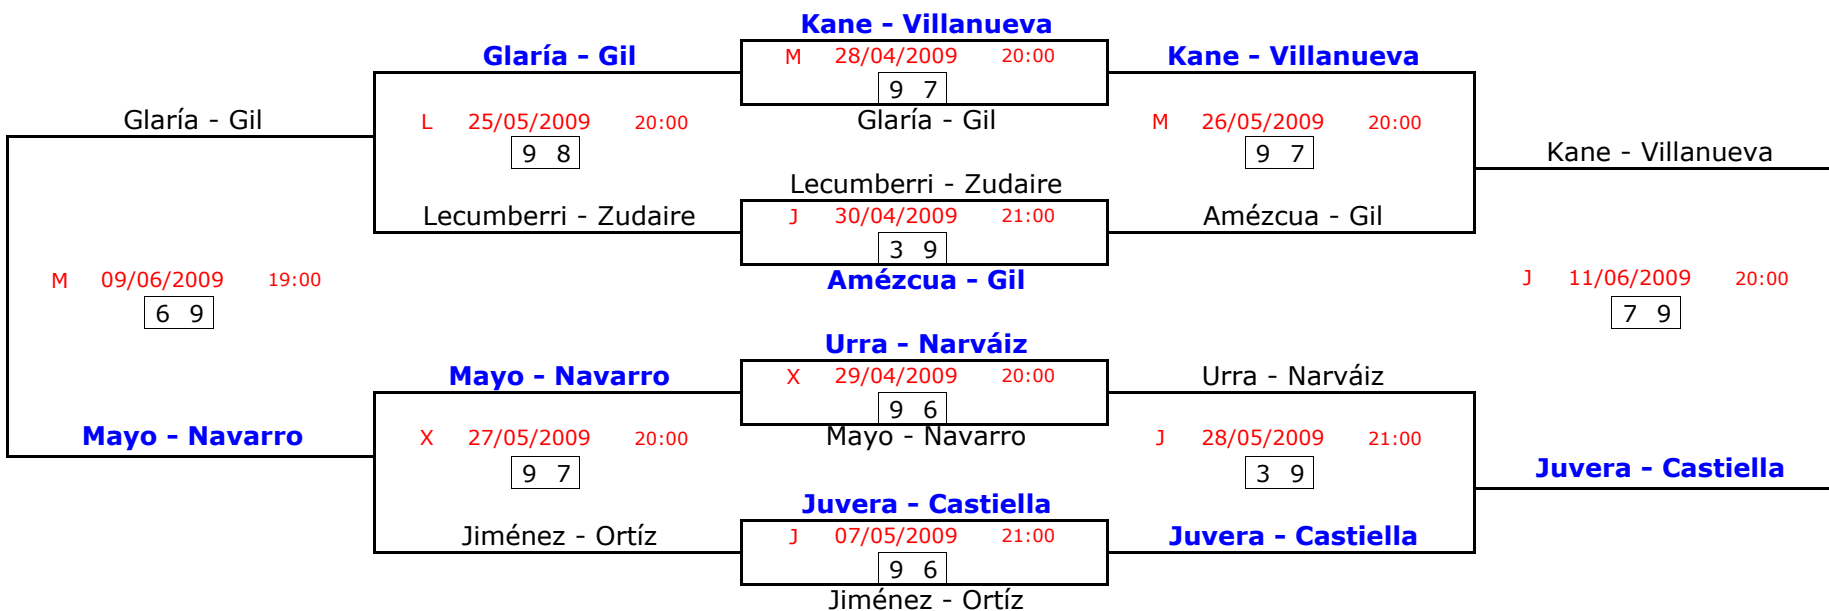 Kane - Villanueva
Glaría - Gil
M 28/04/2009 20:00
Kane - Villanueva
9 7
Glaría - Gil
L 25/05/2009 20:00
Glaría - Gil
M 26/05/2009 20:00
9 8
9 7
Kane - Villanueva
Lecumberri - Zudaire
Lecumberri - Zudaire
J 30/04/2009 21:00
Amézcua - Gil
3 9
M 09/06/2009 19:00
Amézcua - Gil
J 11/06/2009 20:00
6 9
7 9
Urra - Narváiz
Mayo - Navarro
X 29/04/2009 20:00
Urra - Narváiz
9 6
Mayo - Navarro
X 27/05/2009 20:00
Mayo - Navarro
J 28/05/2009 21:00
9 7
3 9
Juvera - Castiella
Juvera - Castiella
Jiménez - Ortíz
J 07/05/2009 21:00
Juvera - Castiella
9 6
Jiménez - Ortíz